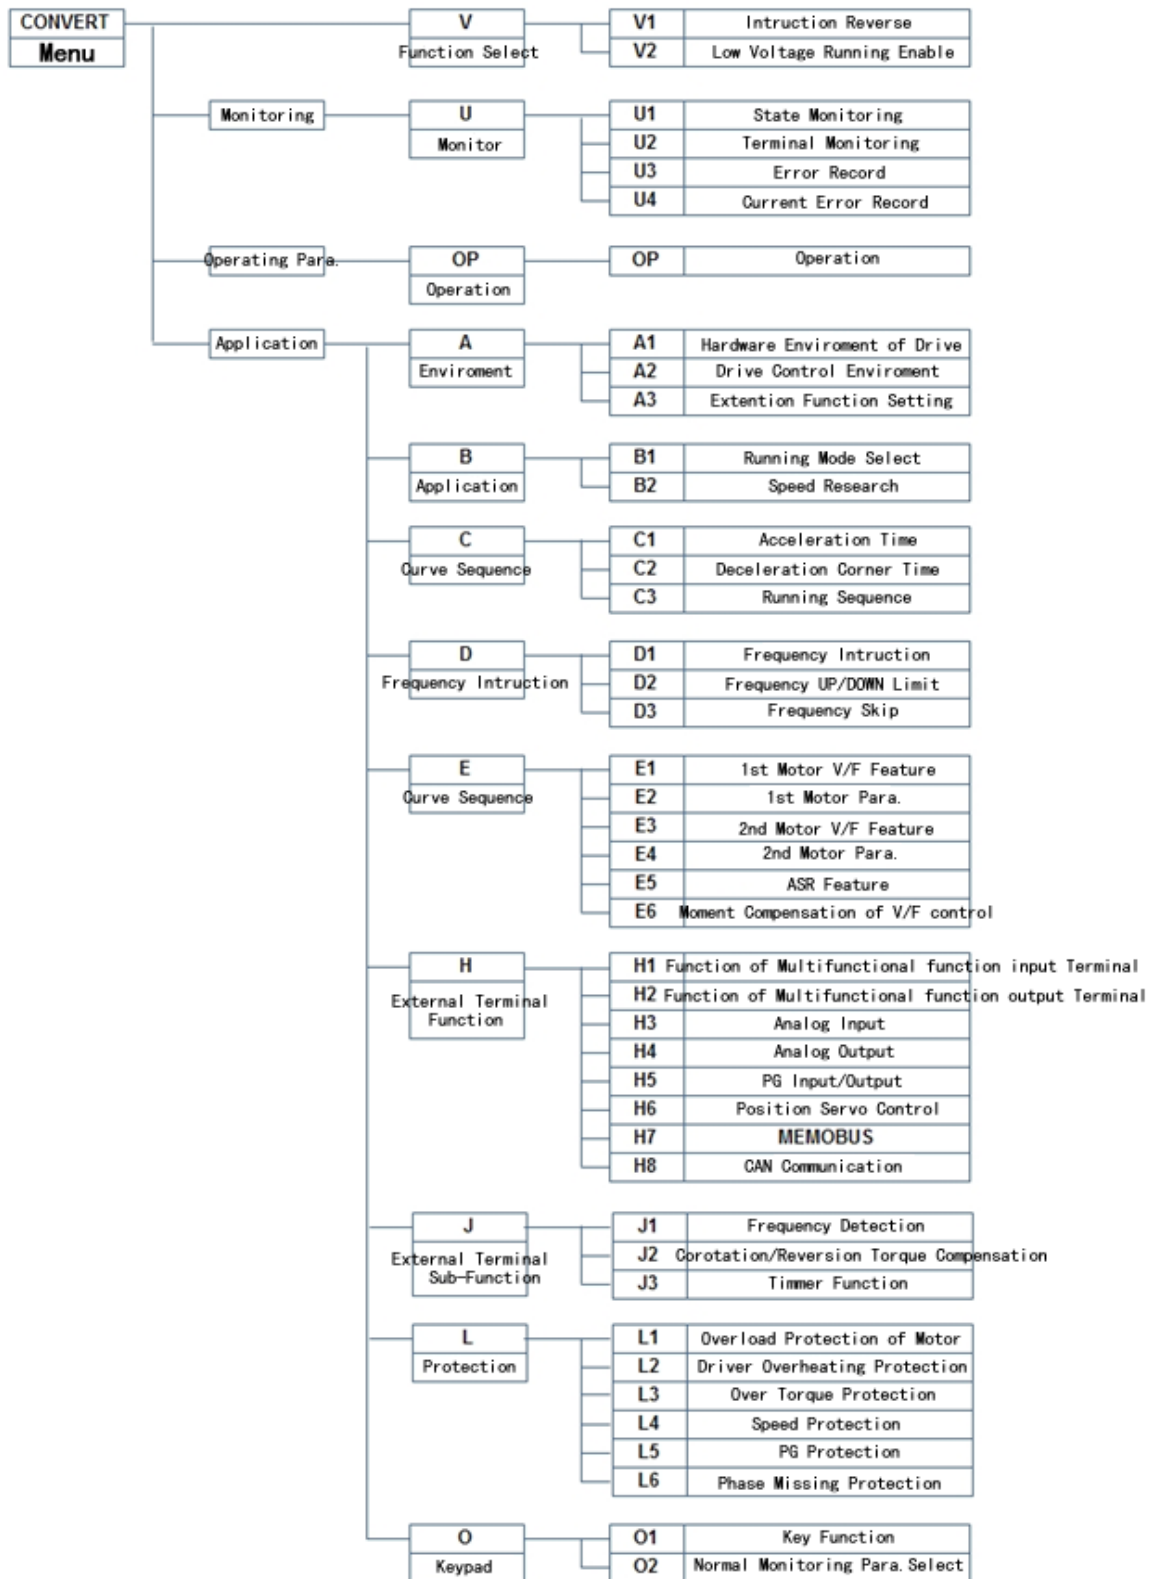 CONVERT
Menu
V
Function Select
V1 Intruction Reverse
V2 Low Voltage Running Enable
Monitoring
U
Monitor
U1 State Monitoring
U2 Terminal Monitoring
U3 Error Record
U4 Current Error Record
Operating Para.
OP
Operation
OP Operation
Application
A
Enviroment
A1 Hardware Enviroment of Drive
A2 Drive Control Enviroment
A3 Extention Function Setting
B
Application
B1 Running Mode Select
B2 Speed Research
C
Curve Sequence
C1 Acceleration Time
C2 Deceleration Corner Time
C3 Running Sequence
D
Frequency Intruction
D1 Frequency Intruction
D2 Frequency UP/DOWN Limit
D3 Frequency Skip
E
Curve Sequence
E1 1st Motor V/F Feature
E2 1st Motor Para.
E3 2nd Motor V/F Feature
E4 2nd Motor Para.
E5 ASR Feature
E6 Moment Compensation of V/F control
H
External Terminal
Function
H1 Function of Multifunctional function input Terminal
H2 Function of Multifunctional function output Terminal
H3 Analog Input
H4 Analog Output
H5 PG Input/Output
H6 Position Servo Control
H7 MEMOBUS
H8 CAN Communication
J
External Terminal
Sub-Function
J1 Frequency Detection
J2 Corotation/Reversion Torque Compensation
J3 Timmer Function
L
Protection
L1 Overload Protection of Motor
L2 Driver Overheating Protection
L3 Over Torque Protection
L4 Speed Protection
L5 PG Protection
L6 Phase Missing Protection
O
Keypad
O1 Key Function
O2 Normal Monitoring Para.Select